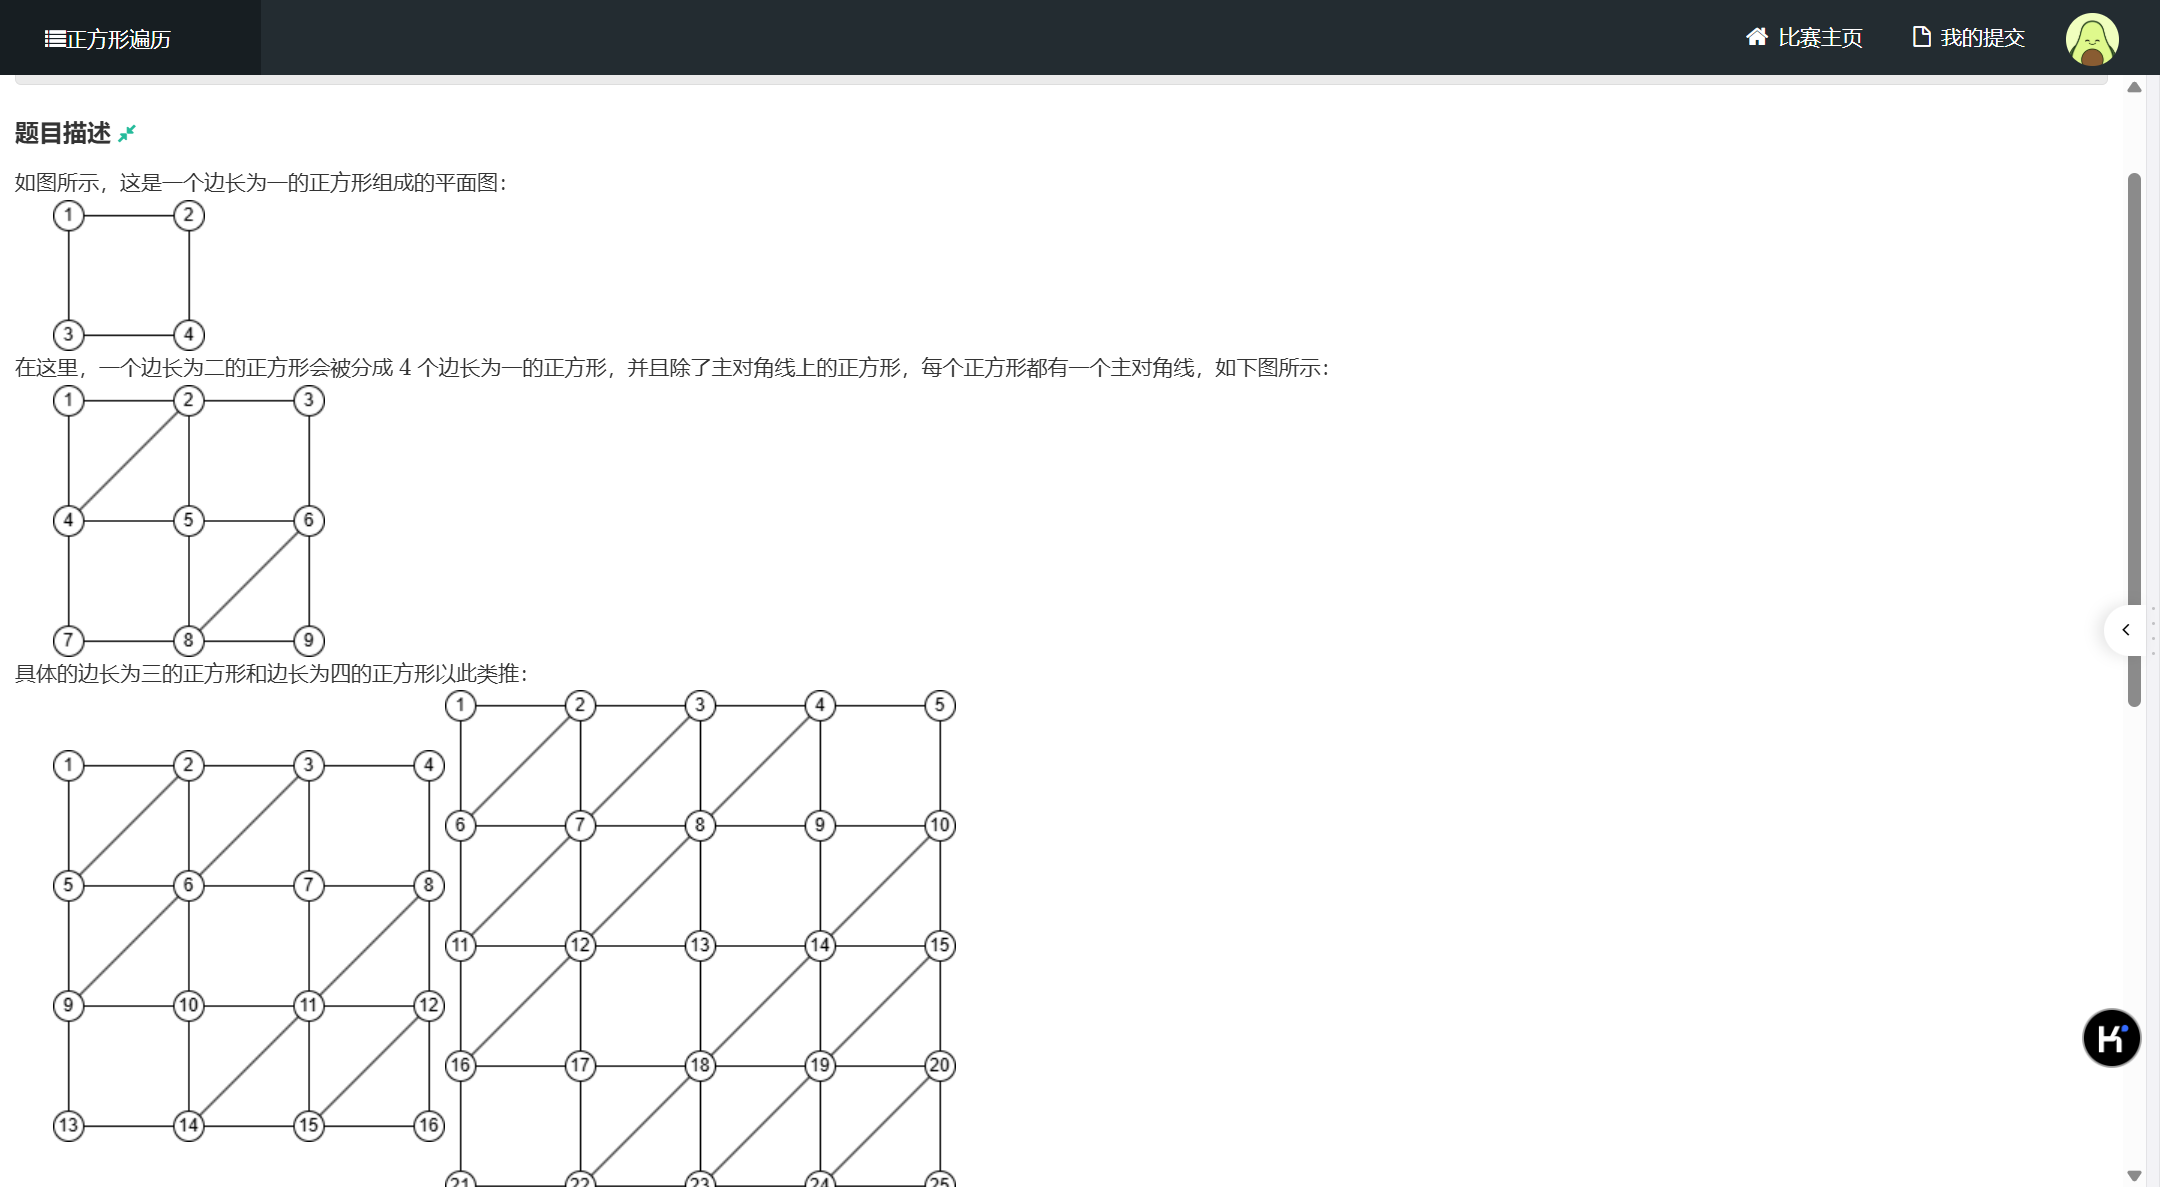 正方形遍历
比赛主页
我的提交
题目描述
如图所示，这是一个边长为一的正方形组成的平面图：
1 2
3 4
在这里，一个边长为二的正方形会被分成 4 个边长为一的正方形，并且除了主对角线上的正方形，每个正方形都有一个主对角线，如下图所示：
1 2 3
4 5 6
7 8 9
具体的边长为三的正方形和边长为四的正方形以此类推：
1 2 3 4
5 6 7 8
9 10 11 12
13 14 15 16
1 2 3 4 5
6 7 8 9 10
11 12 13 14 15
16 17 18 19 20
21 22 23 24 25
K